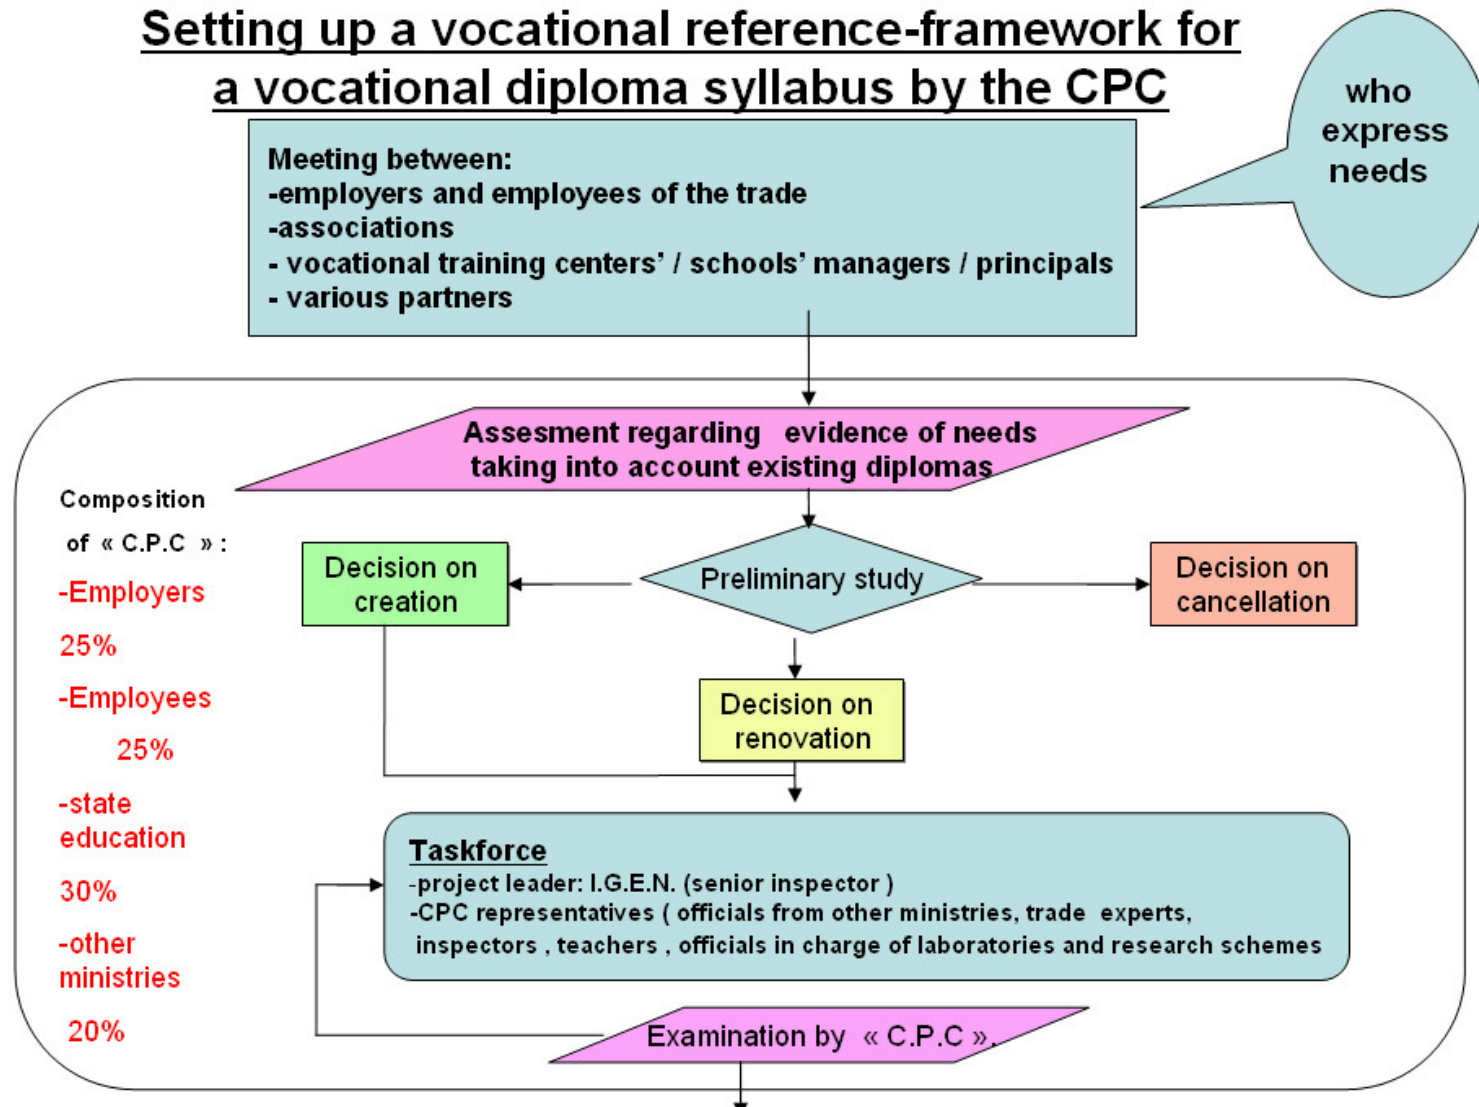 Setting up a vocational reference-framework for
a vocational diploma syllabus by the CPC
who
express
needs
Meeting between:
-employers and employees of the trade
-associations
- vocational training centers’ / schools’ managers / principals
- various partners
Assesment regarding evidence of needs
taking into account existing diplomas
Composition
of « C.P.C » :
-Employers
25%
-Employees
25%
-state
education
30%
-other
ministries
20%
Decision on
creation
Preliminary study
Decision on
cancellation
Decision on
renovation
Taskforce
-project leader: I.G.E.N. (senior inspector )
-CPC representatives ( officials from other ministries, trade experts,
inspectors , teachers , officials in charge of laboratories and research schemes
Examination by « C.P.C ».